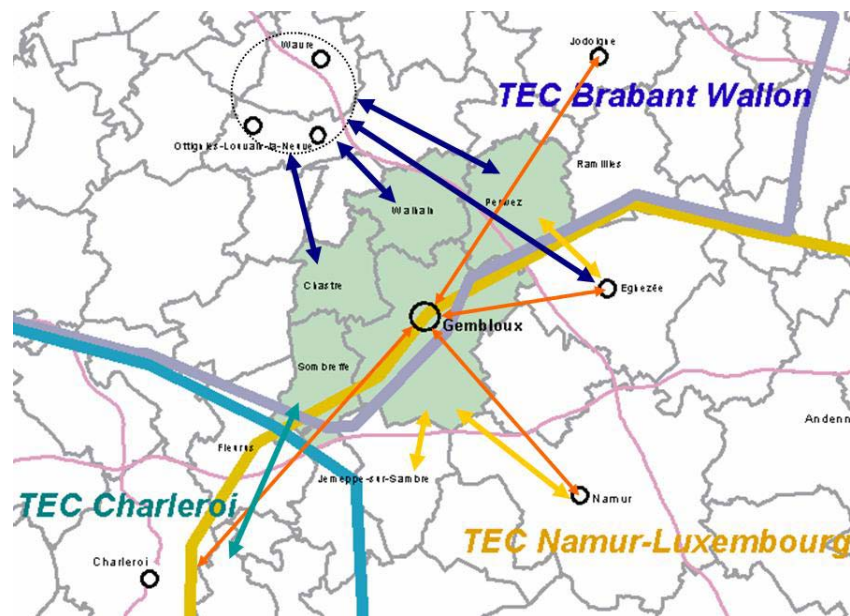 Wavre
Jodoigne
TEC Brabant Wallon
Ottignies-Louvain-la-Neuve
Ramillies
Perwez
Walhain
Chastre
Eghezée
Gembloux
Sombreffe
Andenn
Fleurus
Jemeppe-sur-Sambre
TEC Charleroi
Namur
TEC Namur-Luxembourg
Charleroi